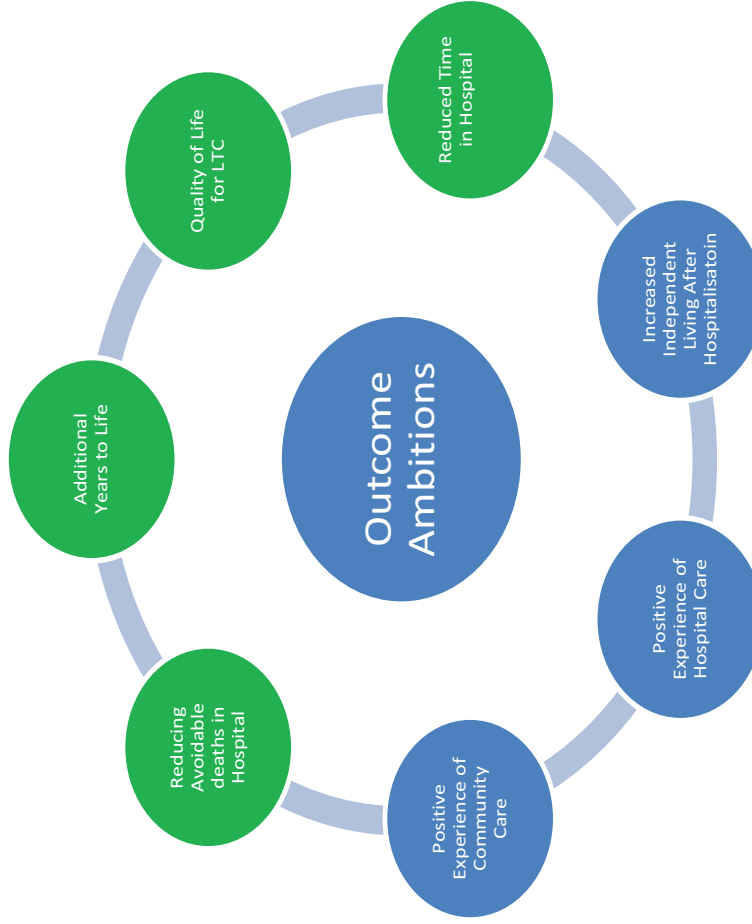 Additional
Years to Life
Quality of Life
for LTC
Reduced Time
in Hospital
Increased
Independent
Living After
Hospitalisatoin
Positive
Experience of
Hospital Care
Positive
Experience of
Community
Care
Reducing
Avoidable
deaths in
Hospital
Outcome
Ambitions